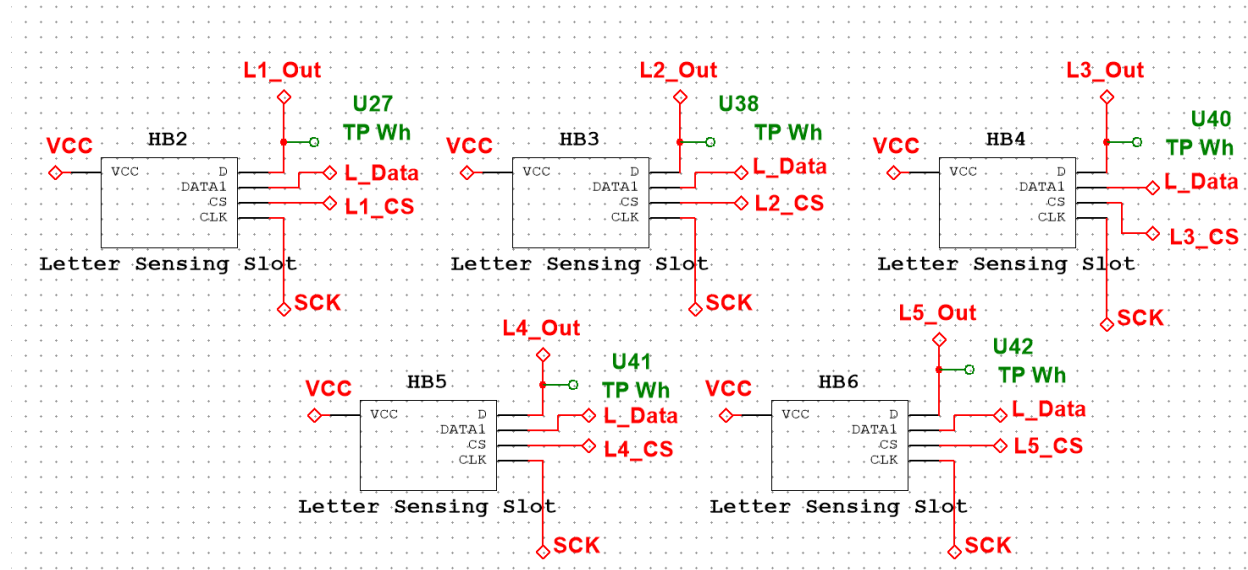 L1_Out
U27
TP Wh
HB2
VCC
VCC
D
DATA1
CS
CLK
L_Data
L1_CS
Letter Sensing Slot
SCK
L2_Out
U38
TP Wh
HB3
VCC
VCC
D
DATA1
CS
CLK
L_Data
L2_CS
Letter Sensing Slot
SCK
L3_Out
U40
TP Wh
HB4
VCC
VCC
D
DATA1
CS
CLK
L_Data
L3_CS
Letter Sensing Slot
SCK
L4_Out
U41
TP Wh
HB5
VCC
VCC
D
DATA1
CS
CLK
L_Data
L4_CS
Letter Sensing Slot
SCK
L5_Out
U42
TP Wh
HB6
VCC
VCC
D
DATA1
CS
CLK
L_Data
L5_CS
Letter Sensing Slot
SCK